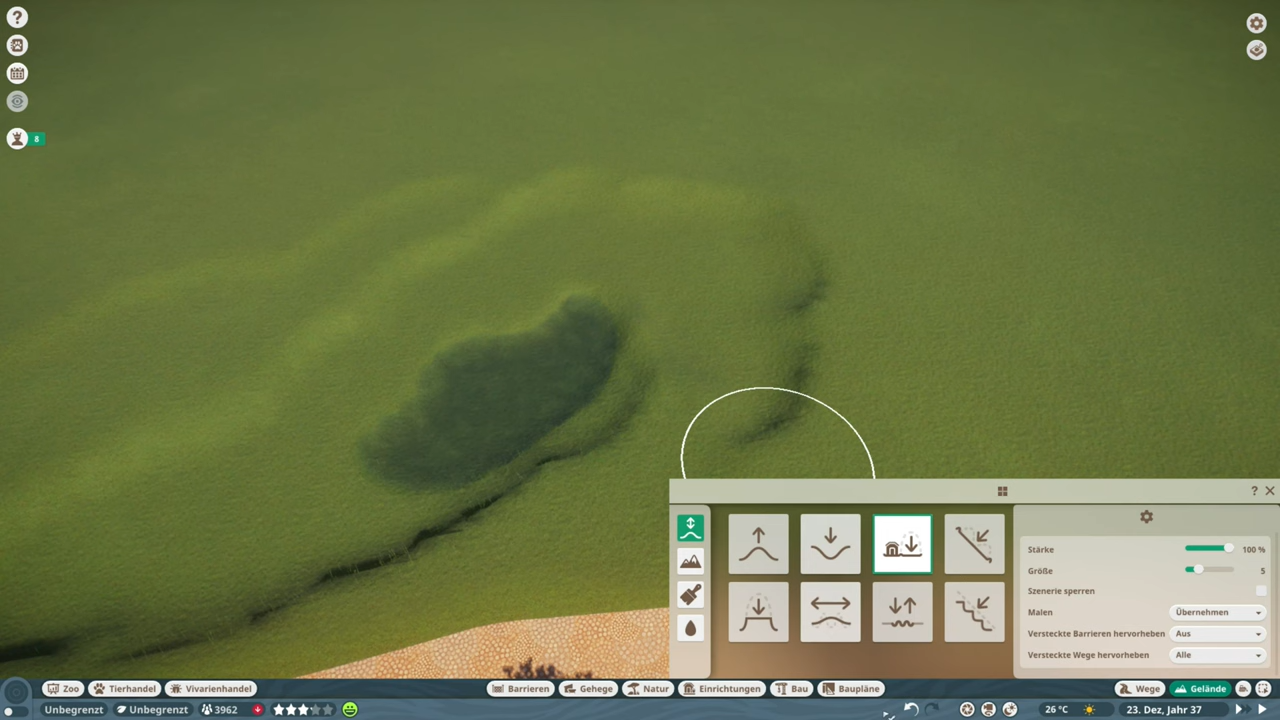 ?
8
? ×
Stärke 100 %
Größe 5
Szenerie sperren
Malen Übernehmen
Versteckte Barrieren hervorheben Aus
Versteckte Wege hervorheben Alle
Zoo Tierhandel Vivarienhandel Barrieren Gehege Natur Einrichtungen Bau Baupläne Wege Gelände
Unbegrenzt Unbegrenzt 3962 26 °C 23. Dez, Jahr 37